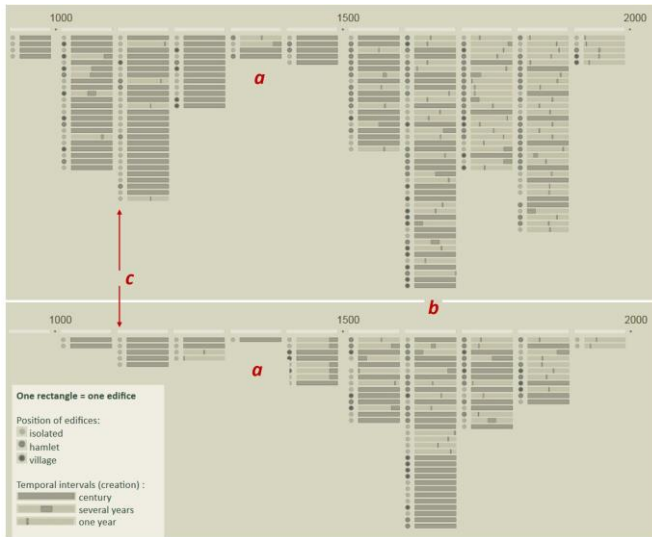 1000 1500 2000
a
c
b
1000 1500 2000
a
One rectangle = one edifice
Position of edifices:
isolated
hamlet
village
Temporal intervals (creation) :
century
several years
one year